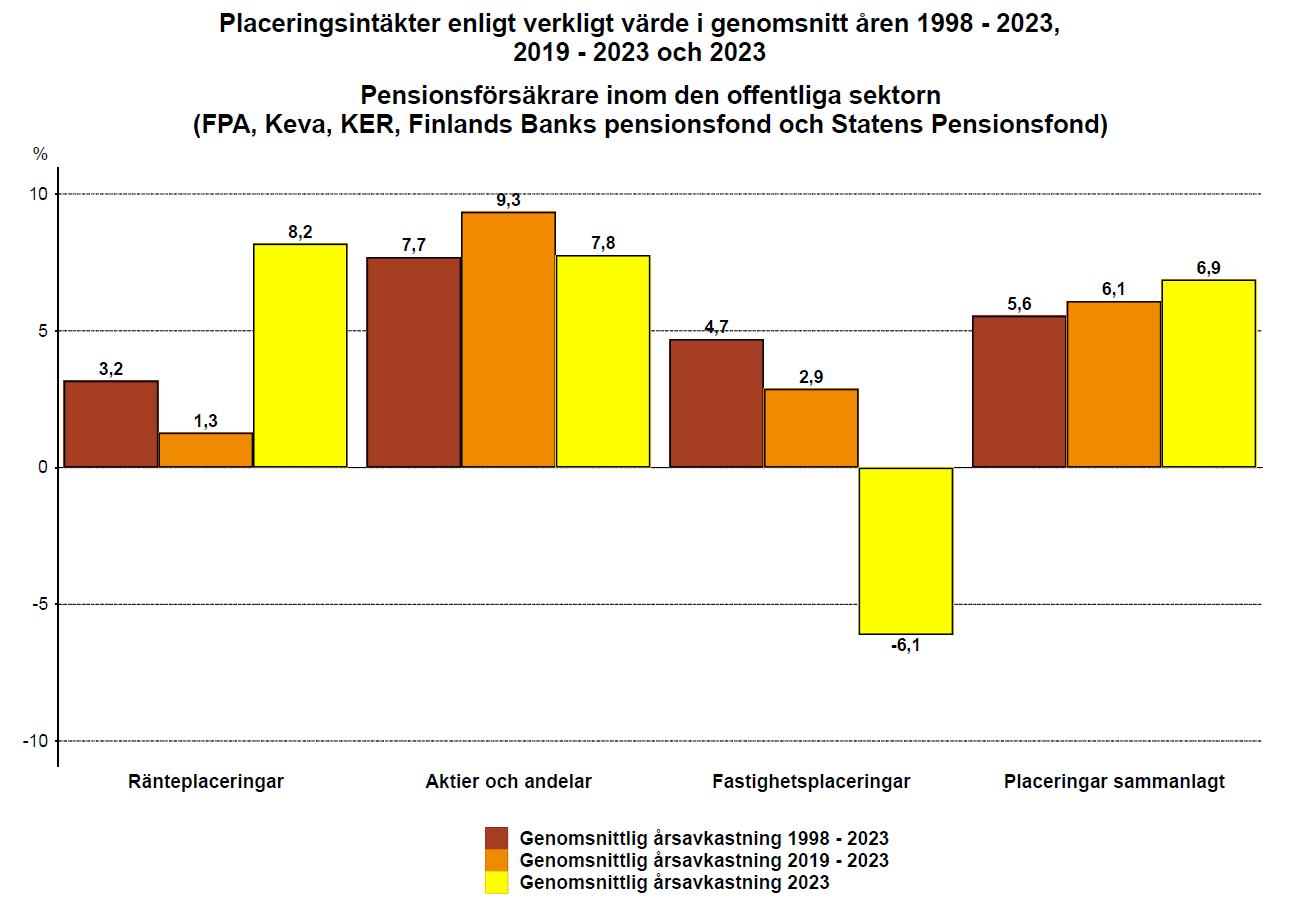 Placeringsintäkter enligt verkligt värde i genomsnitt åren 1998 - 2023,
2019 - 2023 och 2023
Pensionsförsäkrare inom den offentliga sektorn
(FPA, Keva, KER, Finlands Banks pensionsfond och Statens Pensionsfond)
%
10
5
0
-5
-10
3,2
1,3
8,2
7,7
9,3
7,8
4,7
2,9
-6,1
5,6
6,1
6,9
Ränteplaceringar
Aktier och andelar
Fastighetsplaceringar
Placeringar sammanlagt
Genomsnittlig årsavkastning 1998 - 2023
Genomsnittlig årsavkastning 2019 - 2023
Genomsnittlig årsavkastning 2023